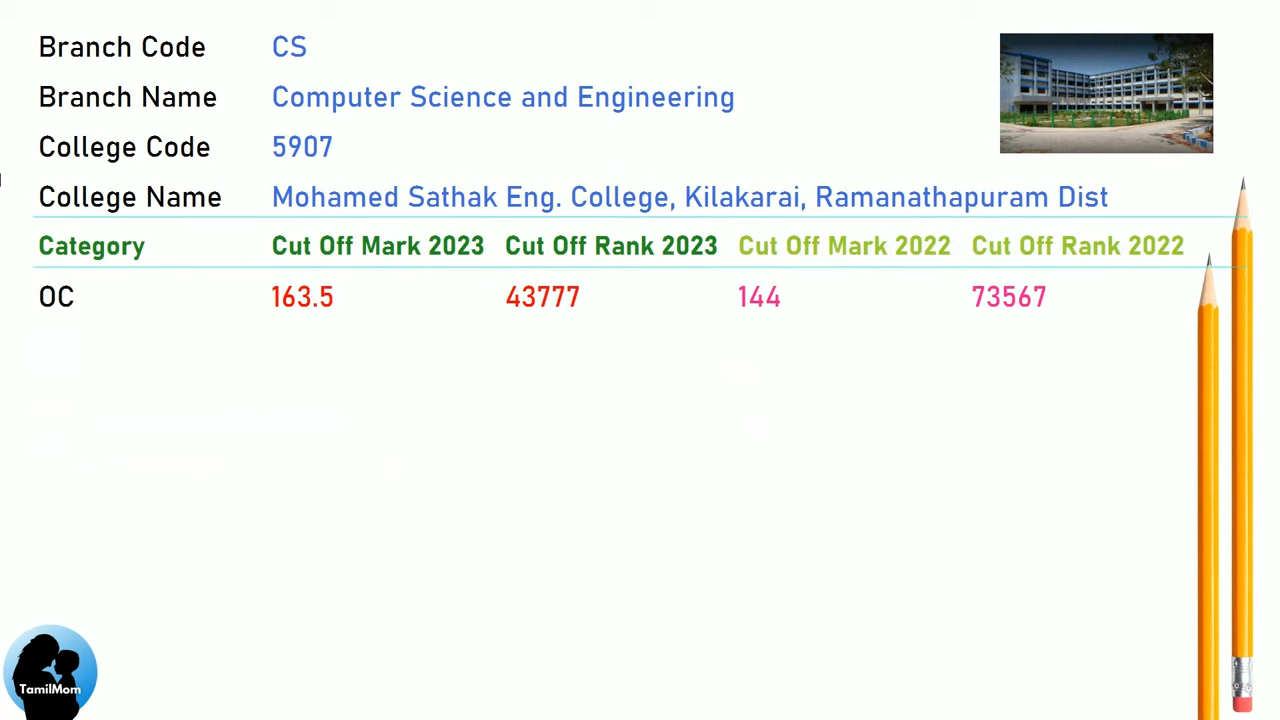 Branch Code CS
Branch Name Computer Science and Engineering
College Code 5907
College Name Mohamed Sathak Eng. College, Kilakarai, Ramanathapuram Dist
Category Cut Off Mark 2023 Cut Off Rank 2023 Cut Off Mark 2022 Cut Off Rank 2022
OC 163.5 43777 144 73567
TamilMom